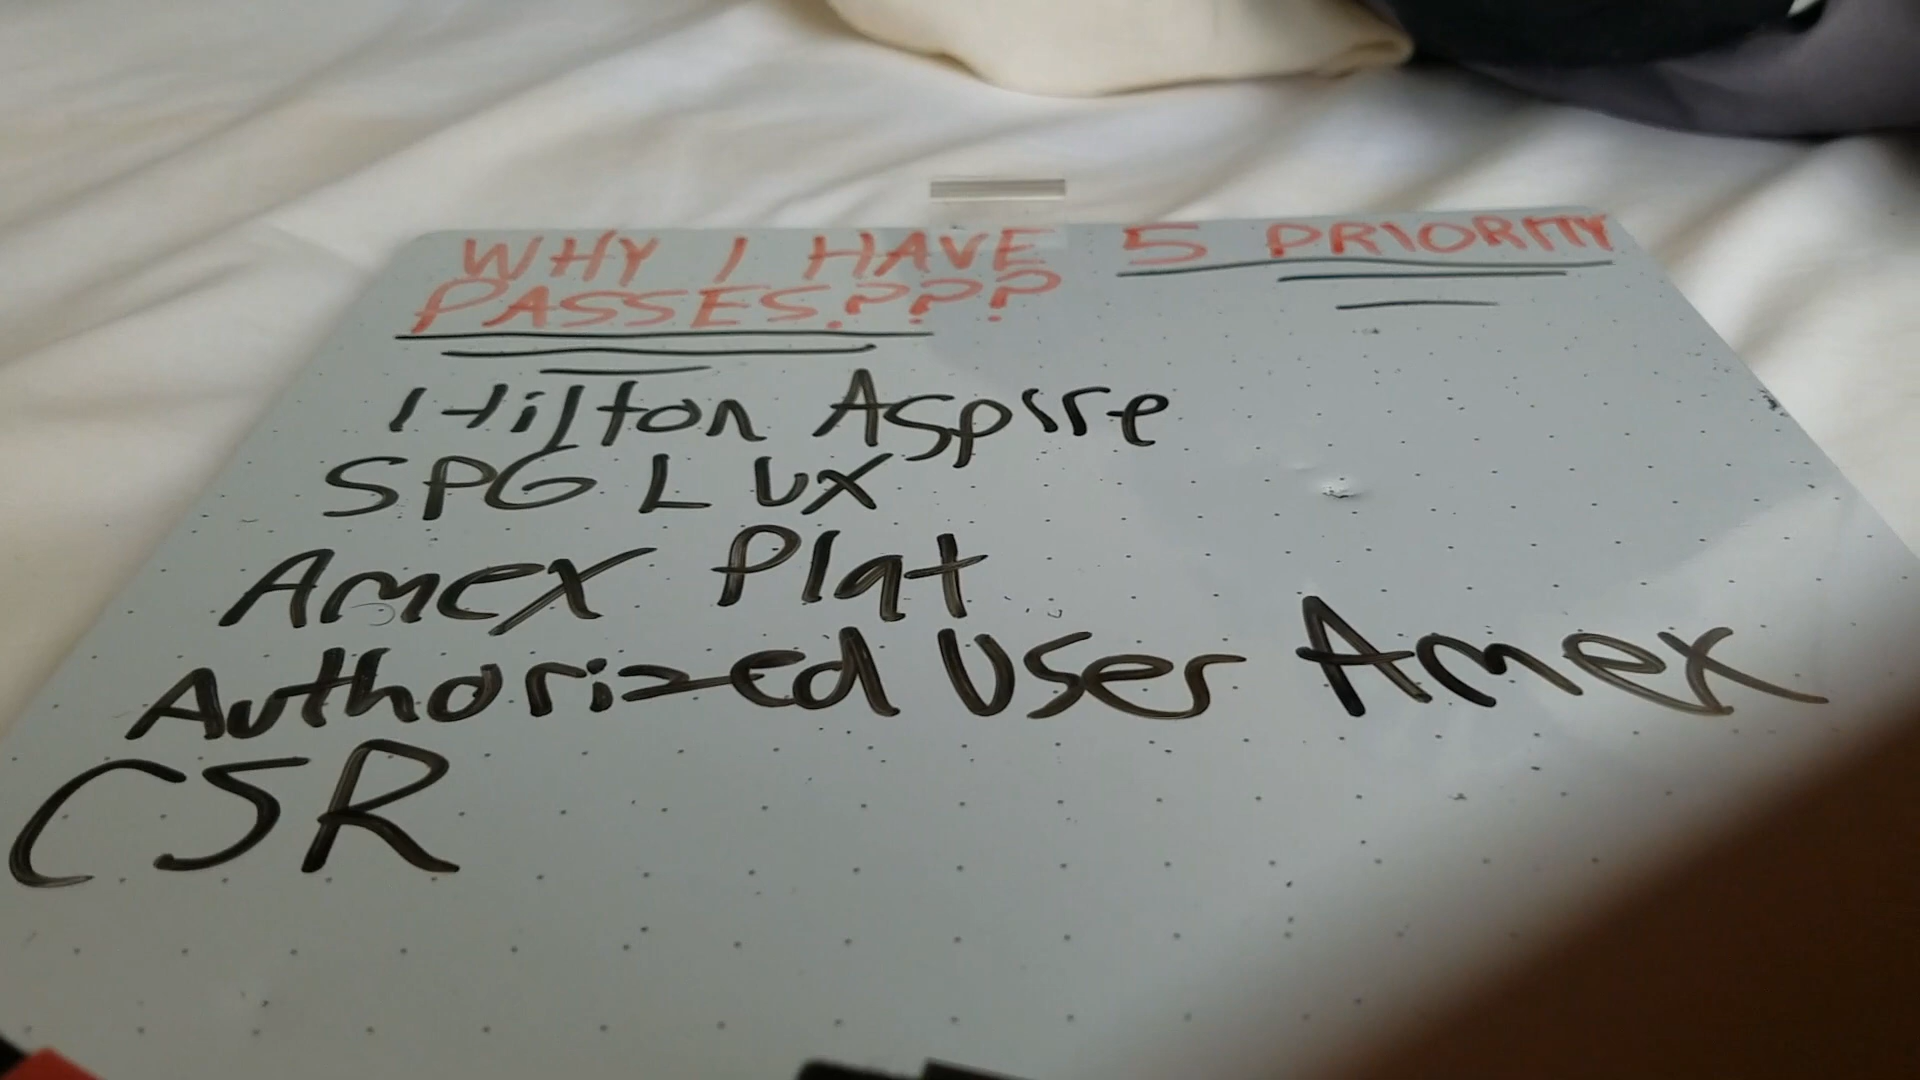 WHY I HAVE 5 PRIORITY
PASSES???
Hilton Aspire
SPG LUX
Amex Plat
Authorized User Amex
CSR